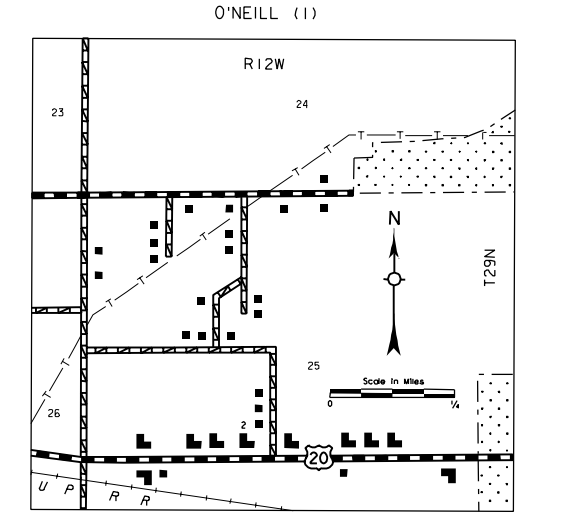 O'NEILL (1)
R12W
23
24
T
T
T
T
T
T
T
T
T
T
T
T
N
T29N
25
Scale in Miles
0 1/4
26
2
20
U P R R